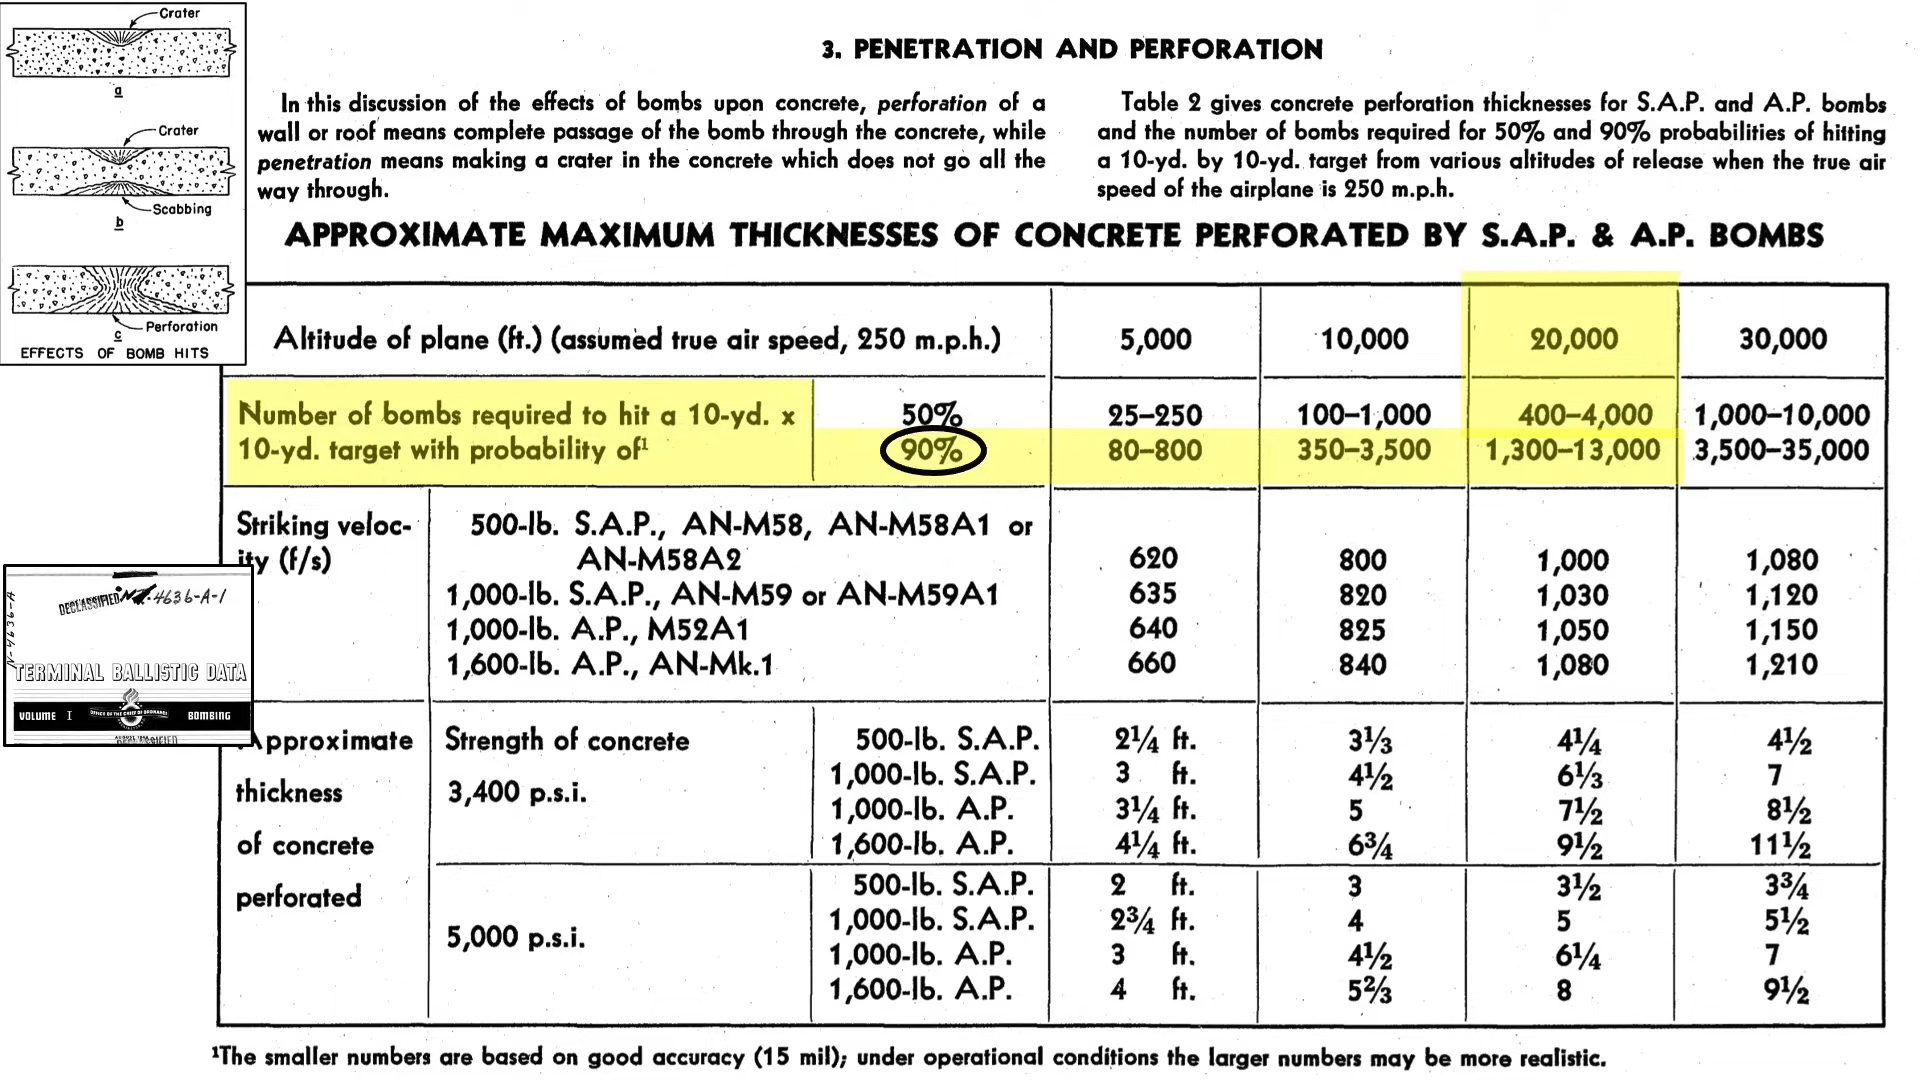 Crater
a
Crater
Scabbing
b
Perforation
c
EFFECTS OF BOMB HITS
3. PENETRATION AND PERFORATION
In this discussion of the effects of bombs upon concrete, perforation of a
wall or roof means complete passage of the bomb through the concrete, while
penetration means making a crater in the concrete which does not go all the
way through.
Table 2 gives concrete perforation thicknesses for S.A.P. and A.P. bombs
and the number of bombs required for 50% and 90% probabilities of hitting
a 10-yd. by 10-yd. target from various altitudes of release when the true air
speed of the airplane is 250 m.p.h.
APPROXIMATE MAXIMUM THICKNESSES OF CONCRETE PERFORATED BY S.A.P. & A.P. BOMBS
Altitude of plane (ft.) (assumed true air speed, 250 m.p.h.) 5,000 10,000 20,000 30,000
Number of bombs required to hit a 10-yd. x 50% 25–250 100–1,000 400–4,000 1,000–10,000
10-yd. target with probability of¹ 90% 80–800 350–3,500 1,300–13,000 3,500–35,000
Striking veloc- 500-lb. S.A.P., AN-M58, AN-M58A1 or
ity (f/s) AN-M58A2 620 800 1,000 1,080
1,000-lb. S.A.P., AN-M59 or AN-M59A1 635 820 1,030 1,120
1,000-lb. A.P., M52A1 640 825 1,050 1,150
1,600-lb. A.P., AN-Mk.1 660 840 1,080 1,210
DECLASSIFIED 4636-A-1
N-4636-A
TERMINAL BALLISTIC DATA
VOLUME I OFFICE OF THE CHIEF OF ORDNANCE BOMBING
DECLASSIFIED
Approximate Strength of concrete 500-lb. S.A.P. 2¼ ft. 3⅓ 4¼ 4½
1,000-lb. S.A.P. 3 ft. 4½ 6⅓ 7
thickness 3,400 p.s.i.
1,000-lb. A.P. 3¼ ft. 5 7½ 8½
of concrete 1,600-lb. A.P. 4¼ ft. 6¾ 9½ 11½
perforated 500-lb. S.A.P. 2 ft. 3 3½ 3¾
1,000-lb. S.A.P. 2¾ ft. 4 5 5½
5,000 p.s.i.
1,000-lb. A.P. 3 ft. 4½ 6¼ 7
1,600-lb. A.P. 4 ft. 5⅔ 8 9½
¹The smaller numbers are based on good accuracy (15 mil); under operational conditions the larger numbers may be more realistic.